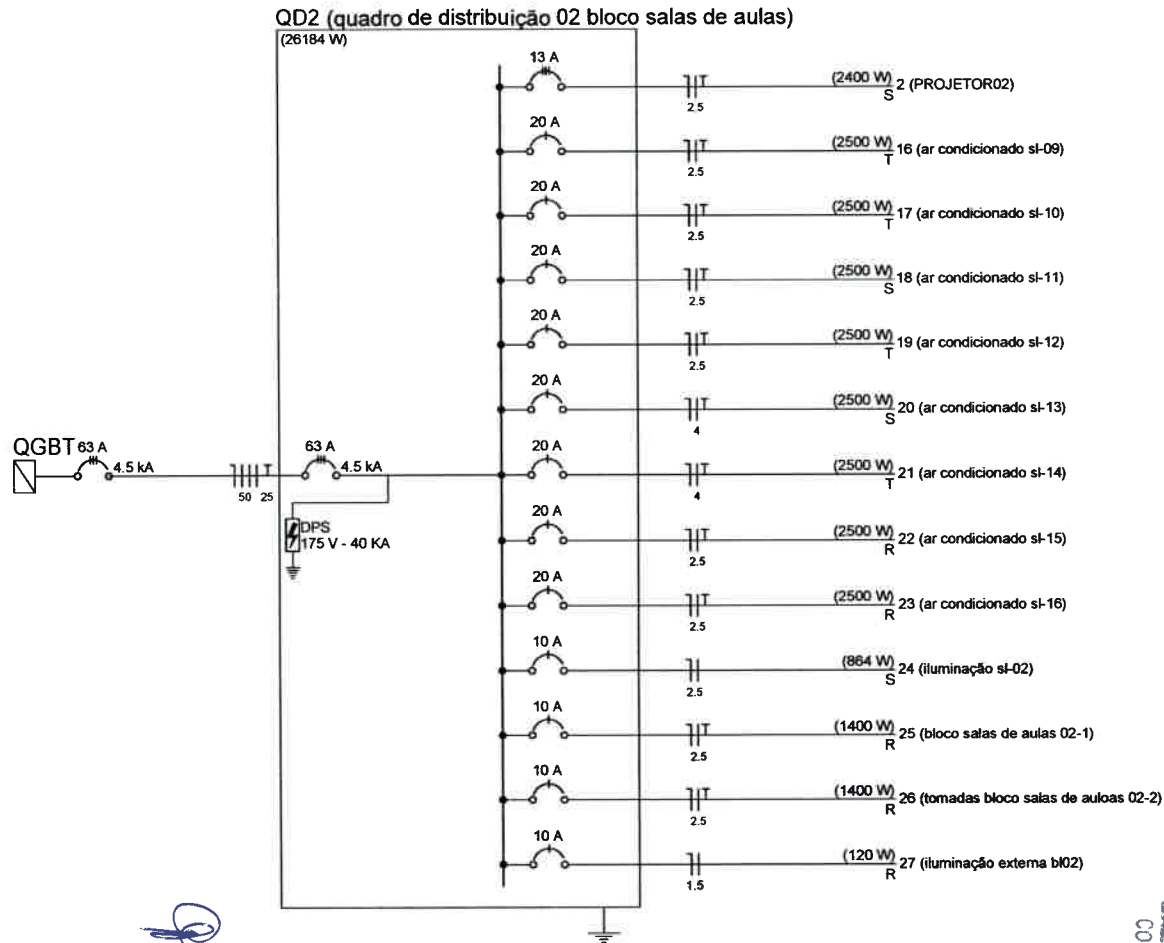 QD2 (quadro de distribuição 02 bloco salas de aulas)
(26184 W)
13 A
T
2.5
(2400 W)
S
2 (PROJETOR02)
20 A
T
2.5
(2500 W)
T
16 (ar condicionado sl-09)
20 A
T
2.5
(2500 W)
T
17 (ar condicionado sl-10)
20 A
T
2.5
(2500 W)
S
18 (ar condicionado sl-11)
20 A
T
2.5
(2500 W)
T
19 (ar condicionado sl-12)
20 A
T
4
(2500 W)
S
20 (ar condicionado sl-13)
QGBT
63 A
4.5 kA
T
50 25
63 A
4.5 kA
DPS
175 V - 40 KA
20 A
T
4
(2500 W)
T
21 (ar condicionado sl-14)
20 A
T
2.5
(2500 W)
R
22 (ar condicionado sl-15)
20 A
T
2.5
(2500 W)
R
23 (ar condicionado sl-16)
10 A
2.5
(864 W)
S
24 (iluminação sl-02)
10 A
T
2.5
(1400 W)
R
25 (bloco salas de aulas 02-1)
10 A
T
2.5
(1400 W)
R
26 (tomadas bloco salas de auloas 02-2)
10 A
1.5
(120 W)
R
27 (iluminação externa bl02)